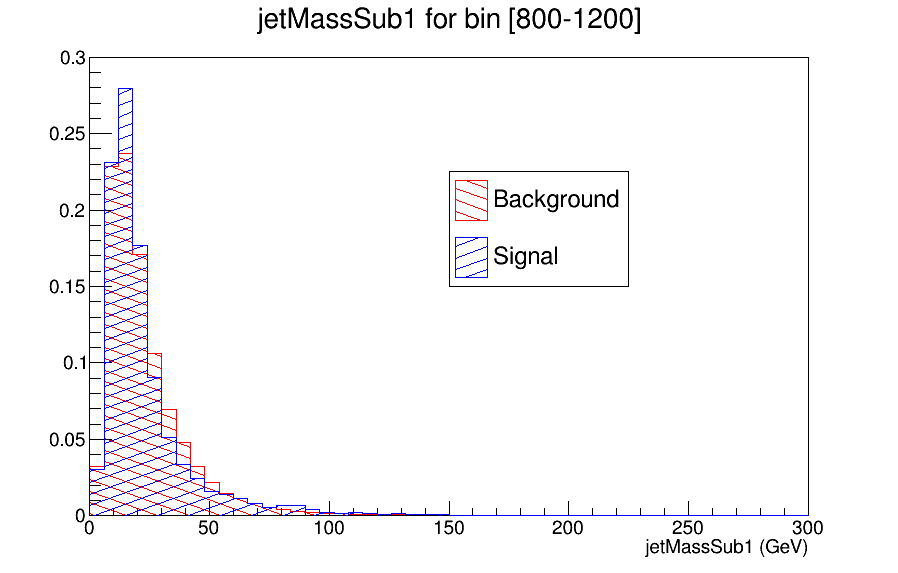 jetMassSub1 for bin [800-1200]
0.3
0.25
0.2
0.15
0.1
0.05
0
Background
Signal
0 50 100 150 200 250 300
jetMassSub1 (GeV)